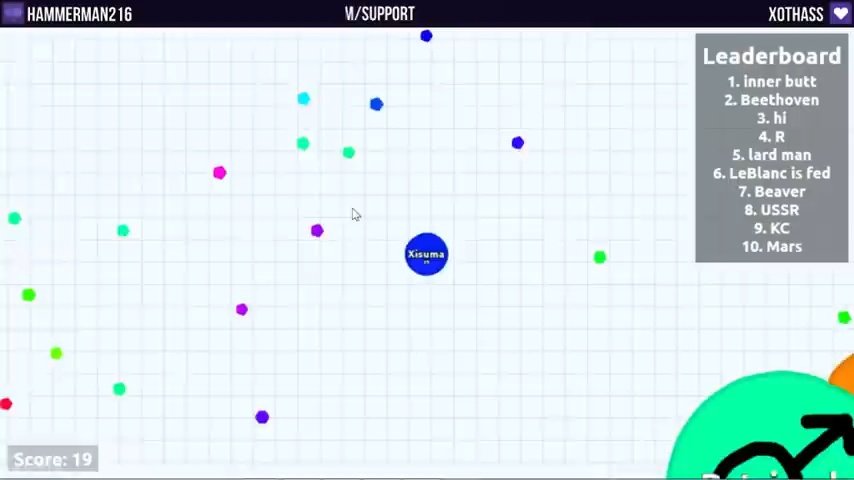 HAMMERMAN216
M/SUPPORT
XOTHASS
Leaderboard
1. inner butt
2. Beethoven
3. hi
4. R
5. lard man
6. LeBlanc is fed
7. Beaver
8. USSR
9. KC
10. Mars
Xisuma
Score: 19